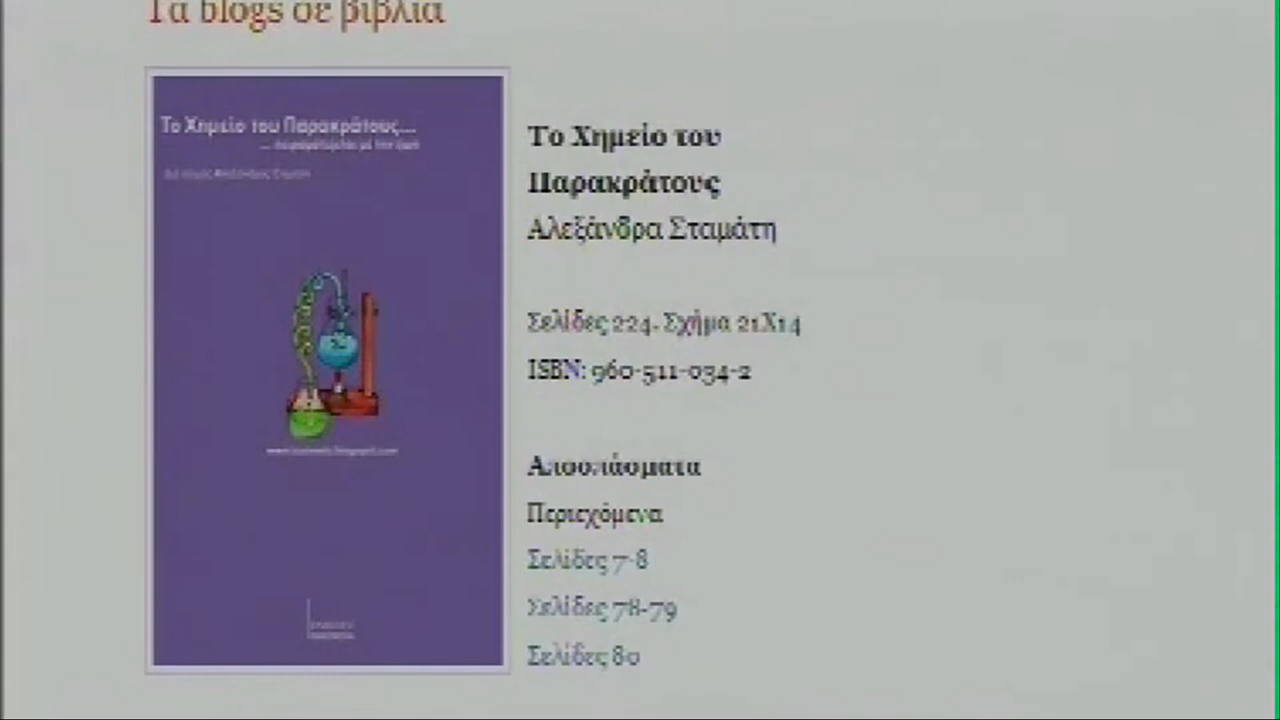 Τα blogs σε βιβλία
Το Χημείο του Παρακράτους...
Το Χημείο του
Παρακράτους
Αλεξάνδρα Σταμάτη
Σελίδες 224. Σχήμα 21Χ14
ISBN: 960-511-034-2
Αποσπάσματα
Περιεχόμενα
Σελίδες 7-8
Σελίδες 78-79
Σελίδες 80